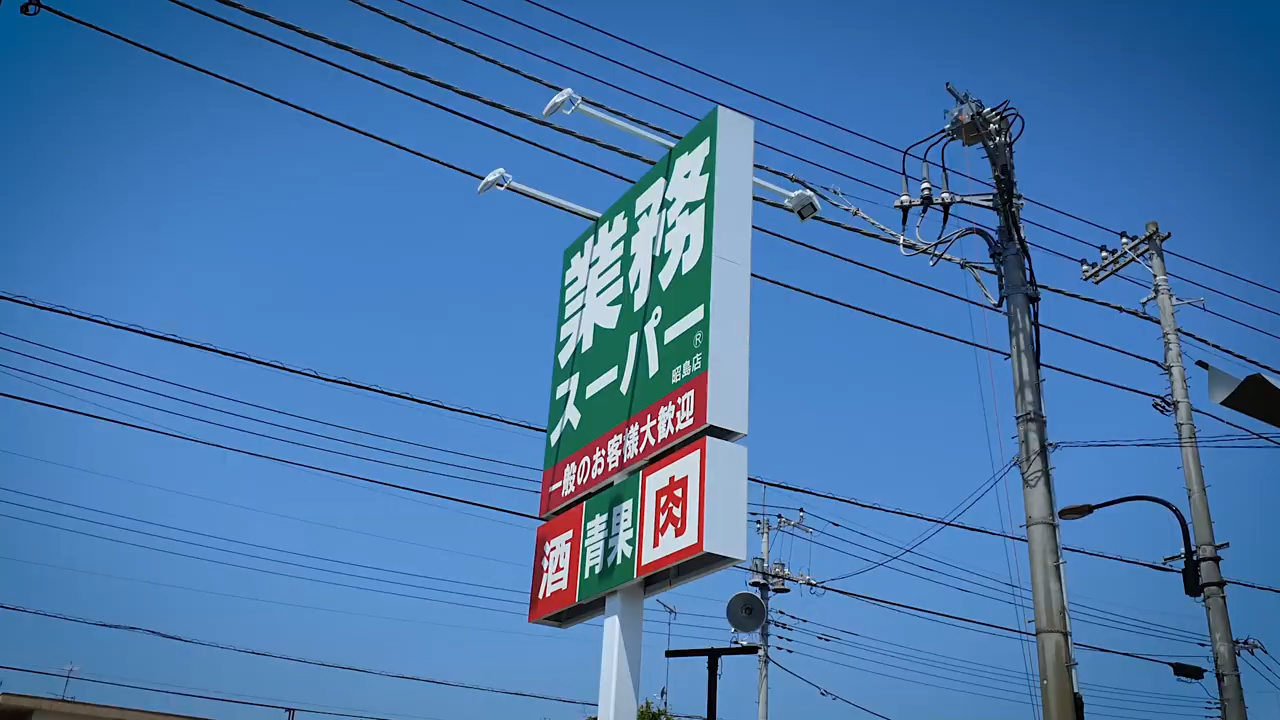 業務
スーパー
®
昭島店
一般のお客様大歓迎
酒 青果 肉